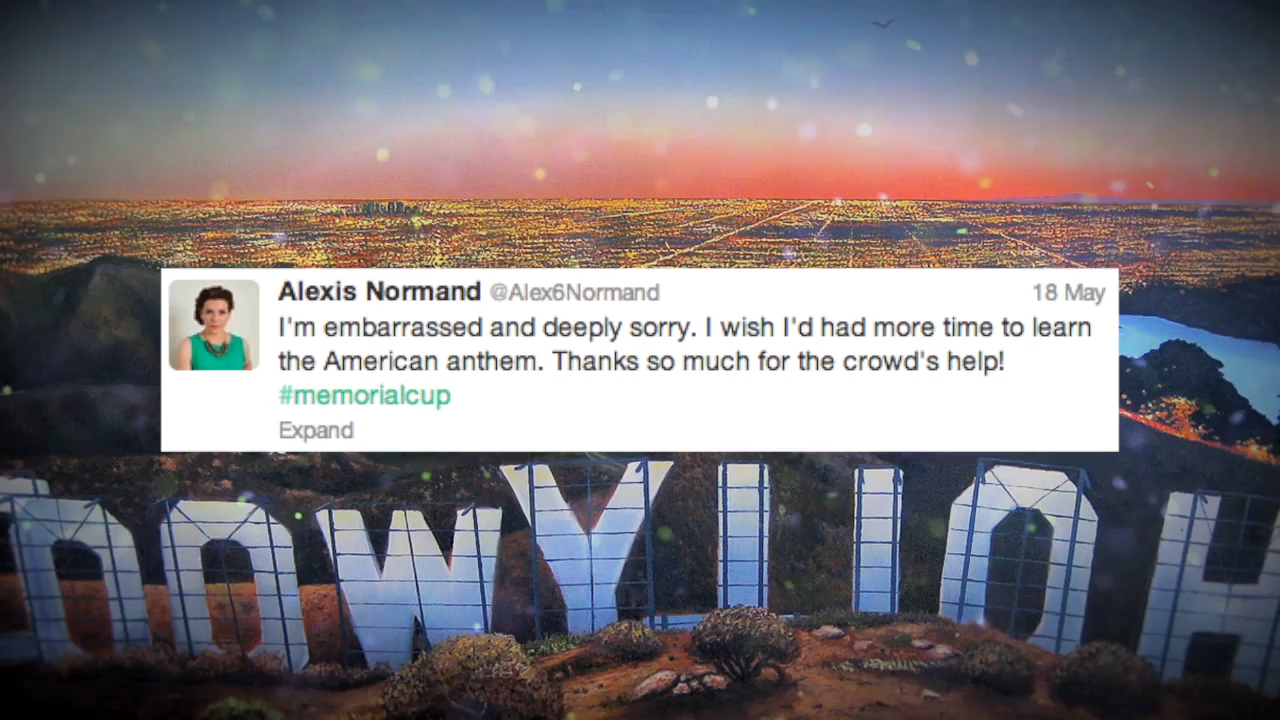 Alexis Normand @Alex6Normand 18 May
I'm embarrassed and deeply sorry. I wish I'd had more time to learn
the American anthem. Thanks so much for the crowd's help!
#memorialcup
Expand